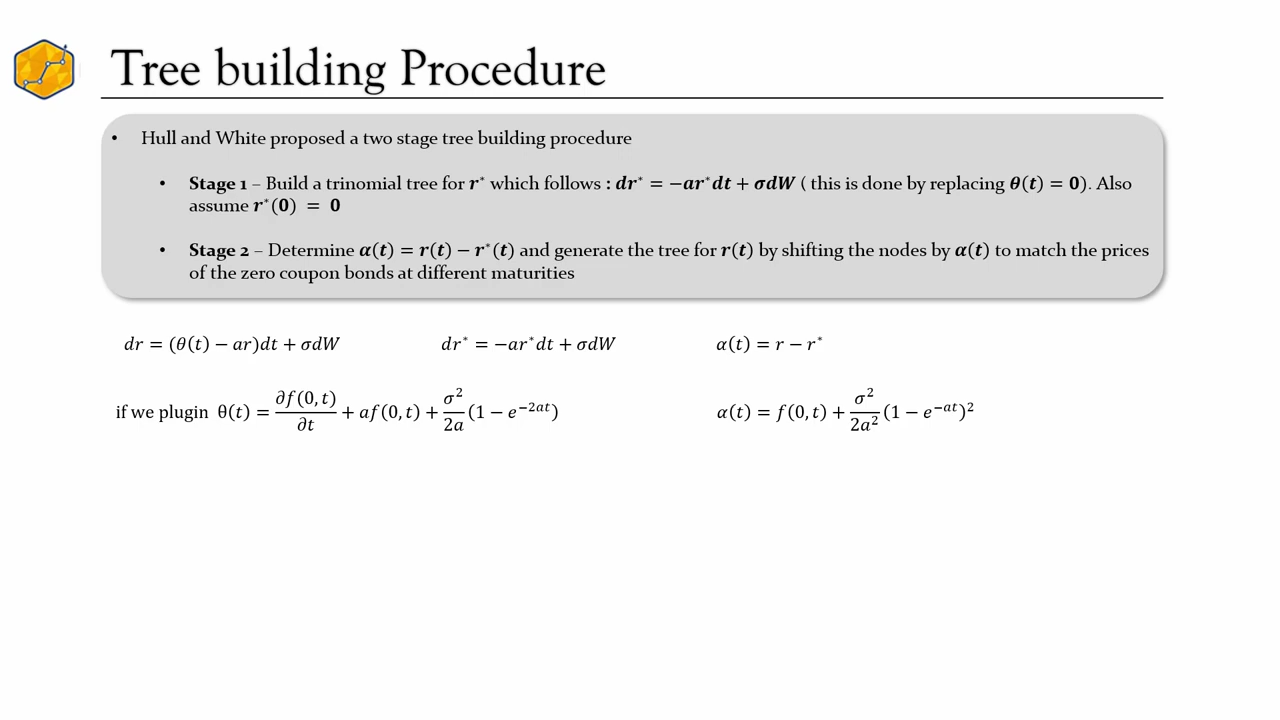 Tree building Procedure
• Hull and White proposed a two stage tree building procedure
• Stage 1 – Build a trinomial tree for r* which follows : dr* = −ar*dt + σdW ( this is done by replacing θ(t) = 0). Also
assume r*(0) = 0
• Stage 2 – Determine α(t) = r(t) − r*(t) and generate the tree for r(t) by shifting the nodes by α(t) to match the prices
of the zero coupon bonds at different maturities
dr = (θ(t) − ar)dt + σdW dr* = −ar*dt + σdW α(t) = r − r*
if we plugin θ(t) = ∂f(0, t)/∂t + af(0, t) + σ²/2a (1 − e^{−2at}) α(t) = f(0, t) + σ²/2a² (1 − e^{−at})²